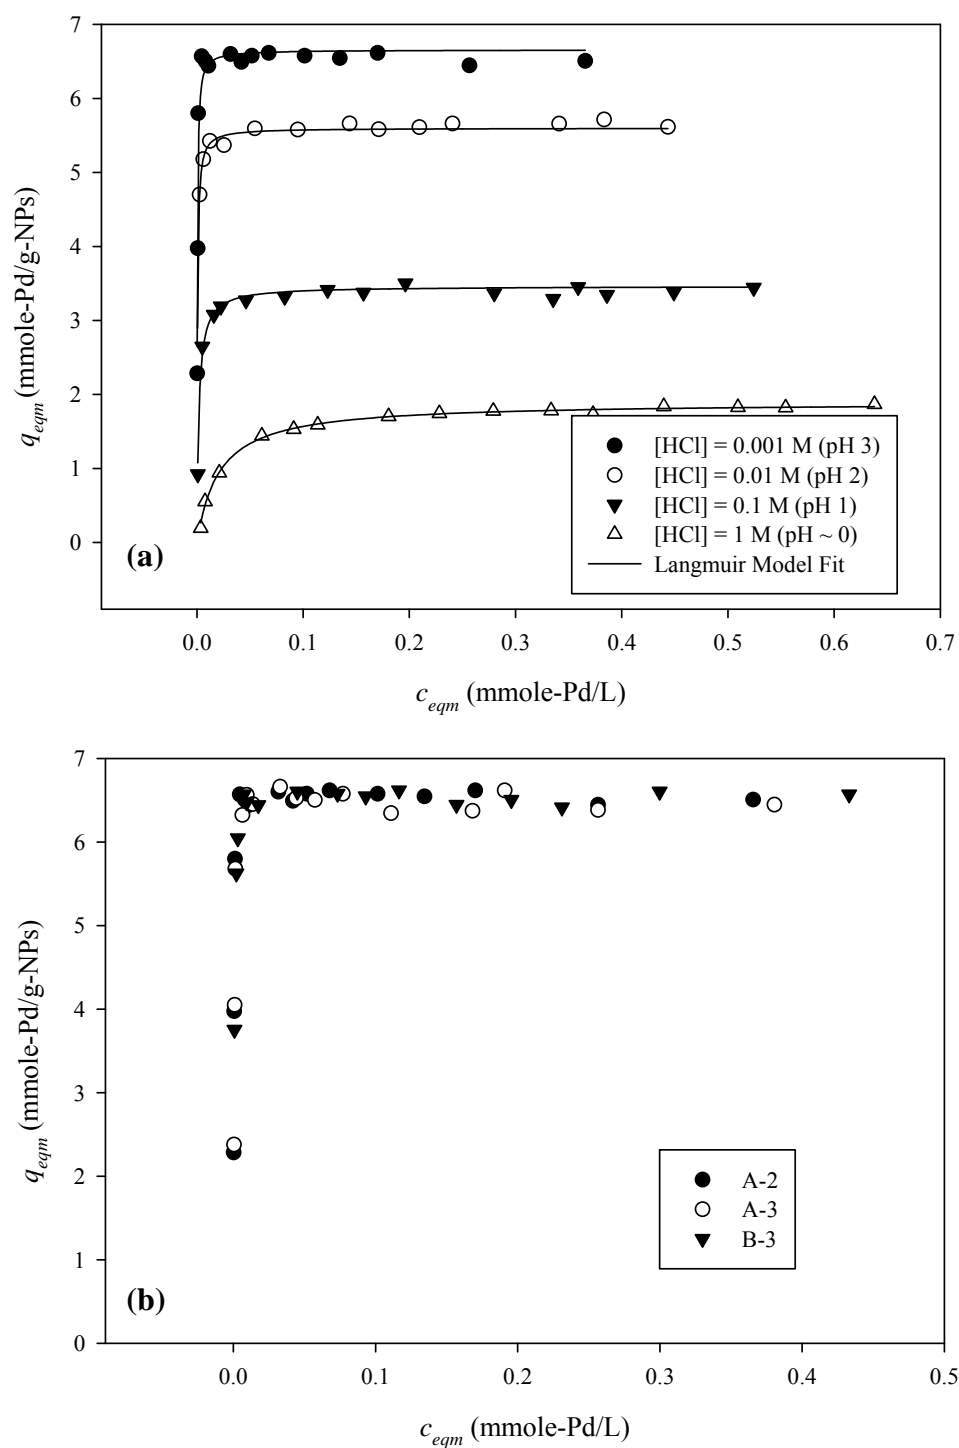 7
6
5
4
3
2
1
0
q_eqm (mmole-Pd/g-NPs)
[HCl] = 0.001 M (pH 3)
[HCl] = 0.01 M (pH 2)
[HCl] = 0.1 M (pH 1)
[HCl] = 1 M (pH ~ 0)
Langmuir Model Fit
(a)
0.0 0.1 0.2 0.3 0.4 0.5 0.6 0.7
c_eqm (mmole-Pd/L)
7
6
5
4
3
2
1
0
q_eqm (mmole-Pd/g-NPs)
A-2
A-3
B-3
(b)
0.0 0.1 0.2 0.3 0.4 0.5
c_eqm (mmole-Pd/L)